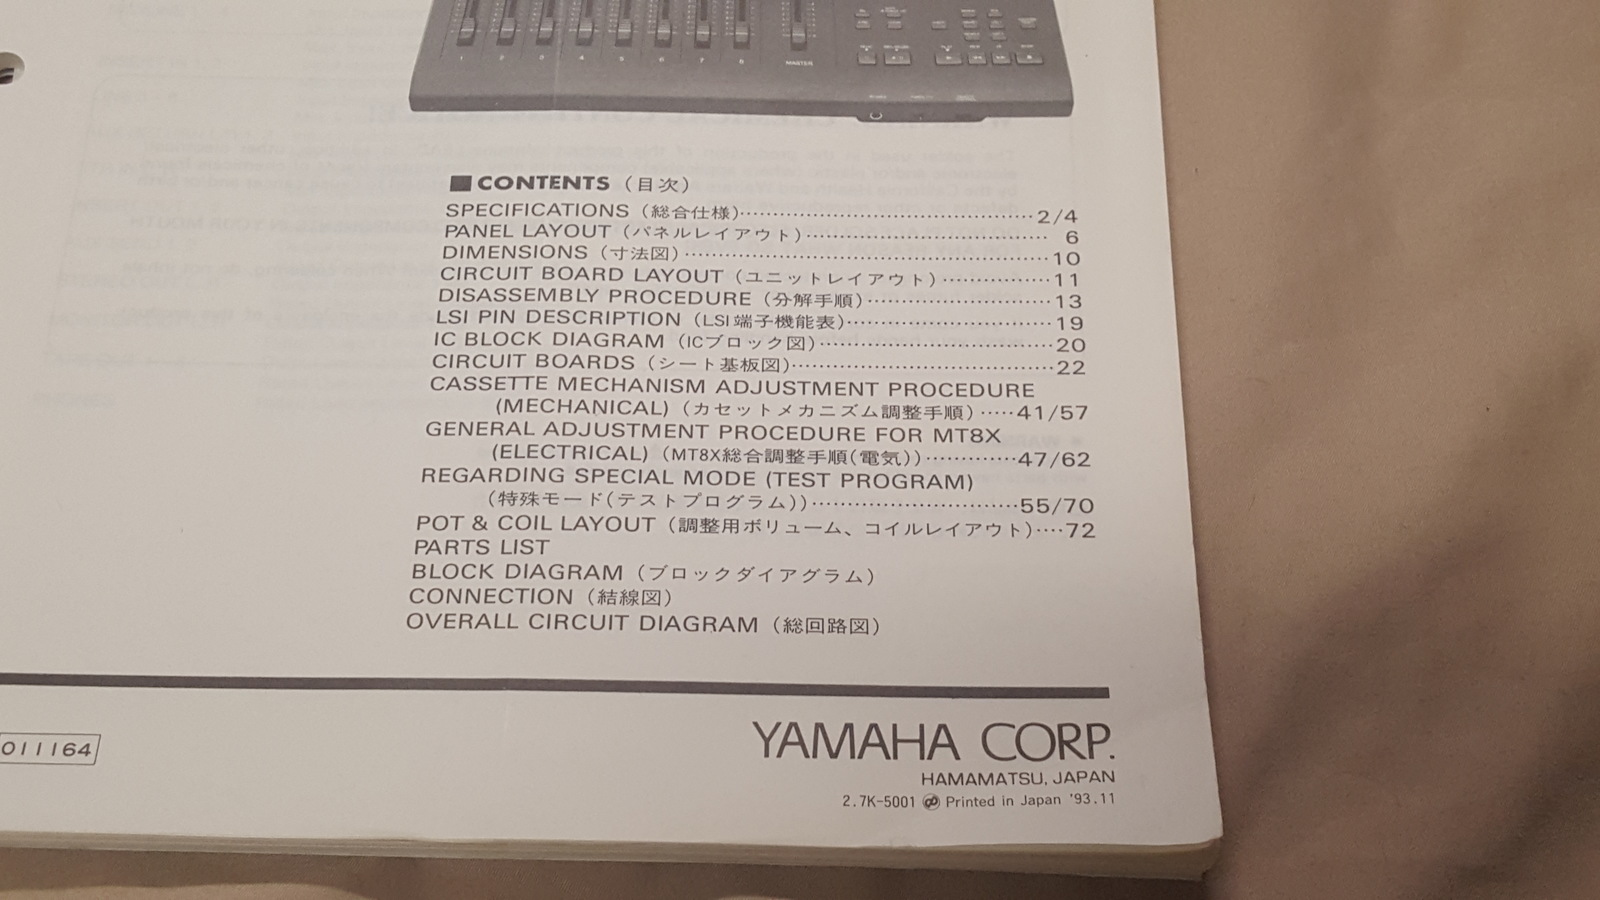 1 2 3 4 5 6 7 8 MASTER
■CONTENTS（目次）
SPECIFICATIONS（総合仕様）……………………………………2/4
PANEL LAYOUT（パネルレイアウト）…………………………… 6
DIMENSIONS（寸法図）……………………………………………10
CIRCUIT BOARD LAYOUT（ユニットレイアウト）……………11
DISASSEMBLY PROCEDURE（分解手順）………………………13
LSI PIN DESCRIPTION（LSI端子機能表）………………………19
IC BLOCK DIAGRAM（ICブロック図）……………………………20
CIRCUIT BOARDS（シート基板図）………………………………22
CASSETTE MECHANISM ADJUSTMENT PROCEDURE
(MECHANICAL)（カセットメカニズム調整手順）……41/57
GENERAL ADJUSTMENT PROCEDURE FOR MT8X
(ELECTRICAL)（MT8X総合調整手順(電気)）…………47/62
REGARDING SPECIAL MODE (TEST PROGRAM)
（特殊モード(テストプログラム)）…………………………55/70
POT & COIL LAYOUT（調整用ボリューム、コイルレイアウト）…72
PARTS LIST
BLOCK DIAGRAM（ブロックダイアグラム）
CONNECTION（結線図）
OVERALL CIRCUIT DIAGRAM（総回路図）
011164
YAMAHA CORP.
HAMAMATSU, JAPAN
2.7K-5001 Printed in Japan '93.11